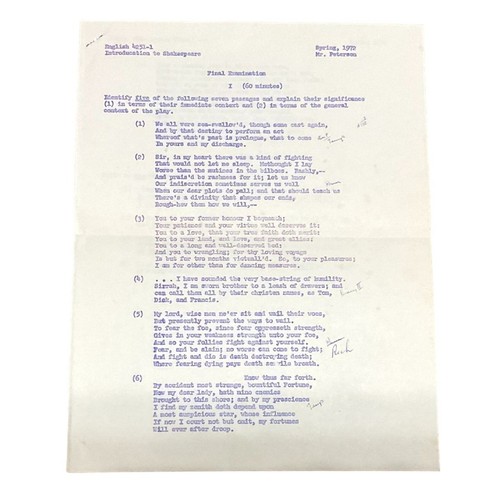 English 4231-1
Introduction to Shakespeare
Spring, 1972
Mr. Peterson
Final Examination
I (60 minutes)
Identify five of the following seven passages and explain their significance
(1) in terms of their immediate context and (2) in terms of the general
context of the play.
(1) We all were sea-swallow'd, though some cast again,
And by that destiny to perform an act
Whereof what's past is prologue, what to come
In yours and my discharge.
(2) Sir, in my heart there was a kind of fighting
That would not let me sleep. Methought I lay
Worse than the mutines in the bilboes. Rashly,--
And prais'd be rashness for it; let us know
Our indiscretion sometimes serves us well
When our dear plots do pall; and that should teach us
There's a divinity that shapes our ends,
Rough-hew them how we will,--
(3) You to your former honour I bequeath;
Your patience and your virtue well deserves it:
You to a love, that your true faith doth merit:
You to your land, and love, and great allies:
You to a long and well-deserved bed:
And you to wrangling; for thy loving voyage
Is but for two months victuall'd. So, to your pleasures;
I am for other than for dancing measures.
(4) . . . . I have sounded the very base-string of humility.
Sirrah, I am sworn brother to a leash of drawers; and
can call them all by their christen names, as Tom,
Dick, and Francis.
(5) My Lord, wise men ne'er sit and wail their woes,
But presently prevent the ways to wail.
To fear the foe, since fear oppresseth strength,
Gives in your weakness strength unto your foe,
And so your follies fight against yourself.
Fear, and be slain; no worse can come to fight:
And fight and die is death destroying death;
Where fearing dying pays death servile breath.
Rich
(6) Know thus far forth.
By accident most strange, bountiful Fortune,
Now my dear lady, hath mine enemies
Brought to this shore; and by my prescience
I find my zenith doth depend upon
A most auspicious star, whose influence
If now I court not but omit, my fortunes
Will ever after droop.